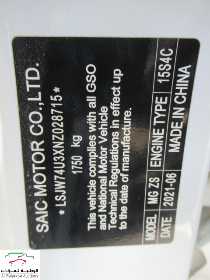 SAIC MOTOR CO.,LTD.
*LSJW74U3XNZ028715*
1750 kg
This vehicle complies with all GSO
and National Motor Vehicle
Technical Regulations in effect up
to the date of manufacture.
MODEL MG ZS ENGINE TYPE 15S4C
DATE 2021-06 MADE IN CHINA